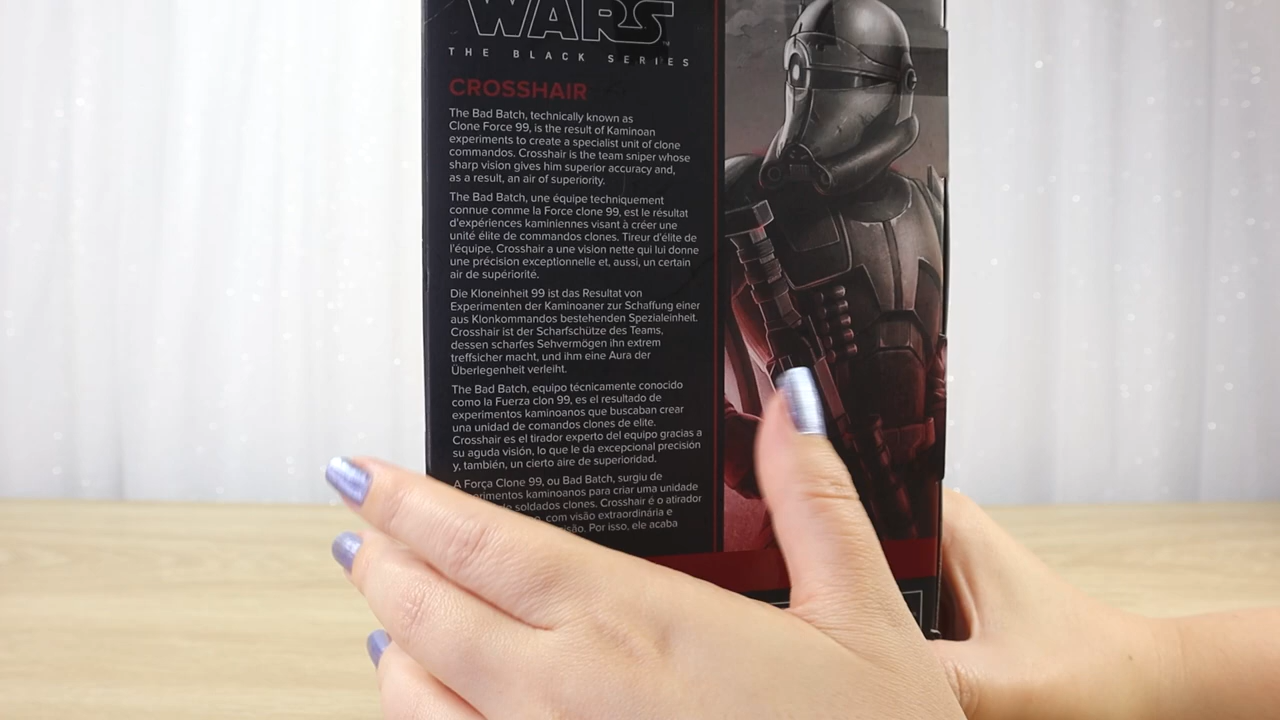 WARS
THE BLACK SERIES
CROSSHAIR
The Bad Batch, technically known as
Clone Force 99, is the result of Kaminoan
experiments to create a specialist unit of clone
commandos. Crosshair is the team sniper whose
sharp vision gives him superior accuracy and,
as a result, an air of superiority.
The Bad Batch, une équipe techniquement
connue comme la Force clone 99, est le résultat
d'expériences kaminiennes visant à créer une
unité élite de commandos clones. Tireur d'élite de
l'équipe, Crosshair a une vision nette qui lui donne
une précision exceptionnelle et, aussi, un certain
air de supériorité.
Die Kloneinheit 99 ist das Resultat von
Experimenten der Kaminoaner zur Schaffung einer
aus Klonkommandos bestehenden Spezialeinheit.
Crosshair ist der Scharfschütze des Teams,
dessen scharfes Sehvermögen ihn extrem
treffsicher macht, und ihm eine Aura der
Überlegenheit verleiht.
The Bad Batch, equipo técnicamente conocido
como la Fuerza clon 99, es el resultado de
experimentos kaminoanos que buscaban crear
una unidad de comandos clones de elite.
Crosshair es el tirador experto del equipo gracias a
su aguda visión, lo que le da excepcional precisión
y, también, un cierto aire de superioridad.
A Força Clone 99, ou Bad Batch, surgiu de
erimentos kaminoanos para criar uma unidade
soldados clones. Crosshair é o atirador
com visão extraordinária e
isão. Por isso, ele acaba